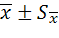 x̅ ± S_x̅